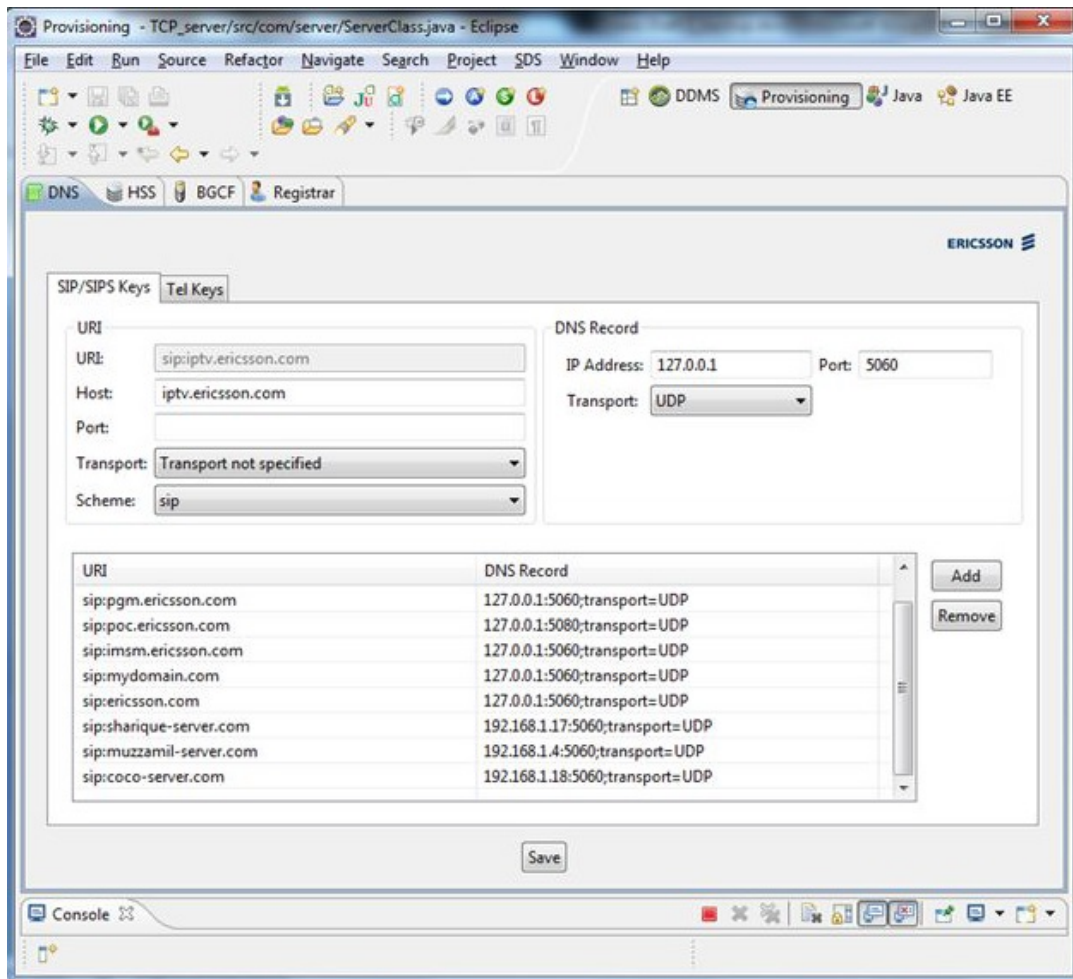 Provisioning - TCP_server/src/com/server/ServerClass.java - Eclipse
File Edit Run Source Refactor Navigate Search Project SDS Window Help
DDMS Provisioning Java Java EE
DNS HSS BGCF Registrar
ERICSSON
SIP/SIPS Keys Tel Keys
URI DNS Record
URI: sip:iptv.ericsson.com IP Address: 127.0.0.1 Port: 5060
Host: iptv.ericsson.com Transport: UDP
Port:
Transport: Transport not specified
Scheme: sip
URI DNS Record Add
sip:pgm.ericsson.com 127.0.0.1:5060;transport=UDP Remove
sip:poc.ericsson.com 127.0.0.1:5080;transport=UDP
sip:imsm.ericsson.com 127.0.0.1:5060;transport=UDP
sip:mydomain.com 127.0.0.1:5060;transport=UDP
sip:ericsson.com 127.0.0.1:5060;transport=UDP
sip:sharique-server.com 192.168.1.17:5060;transport=UDP
sip:muzzamil-server.com 192.168.1.4:5060;transport=UDP
sip:coco-server.com 192.168.1.18:5060;transport=UDP
Save
Console